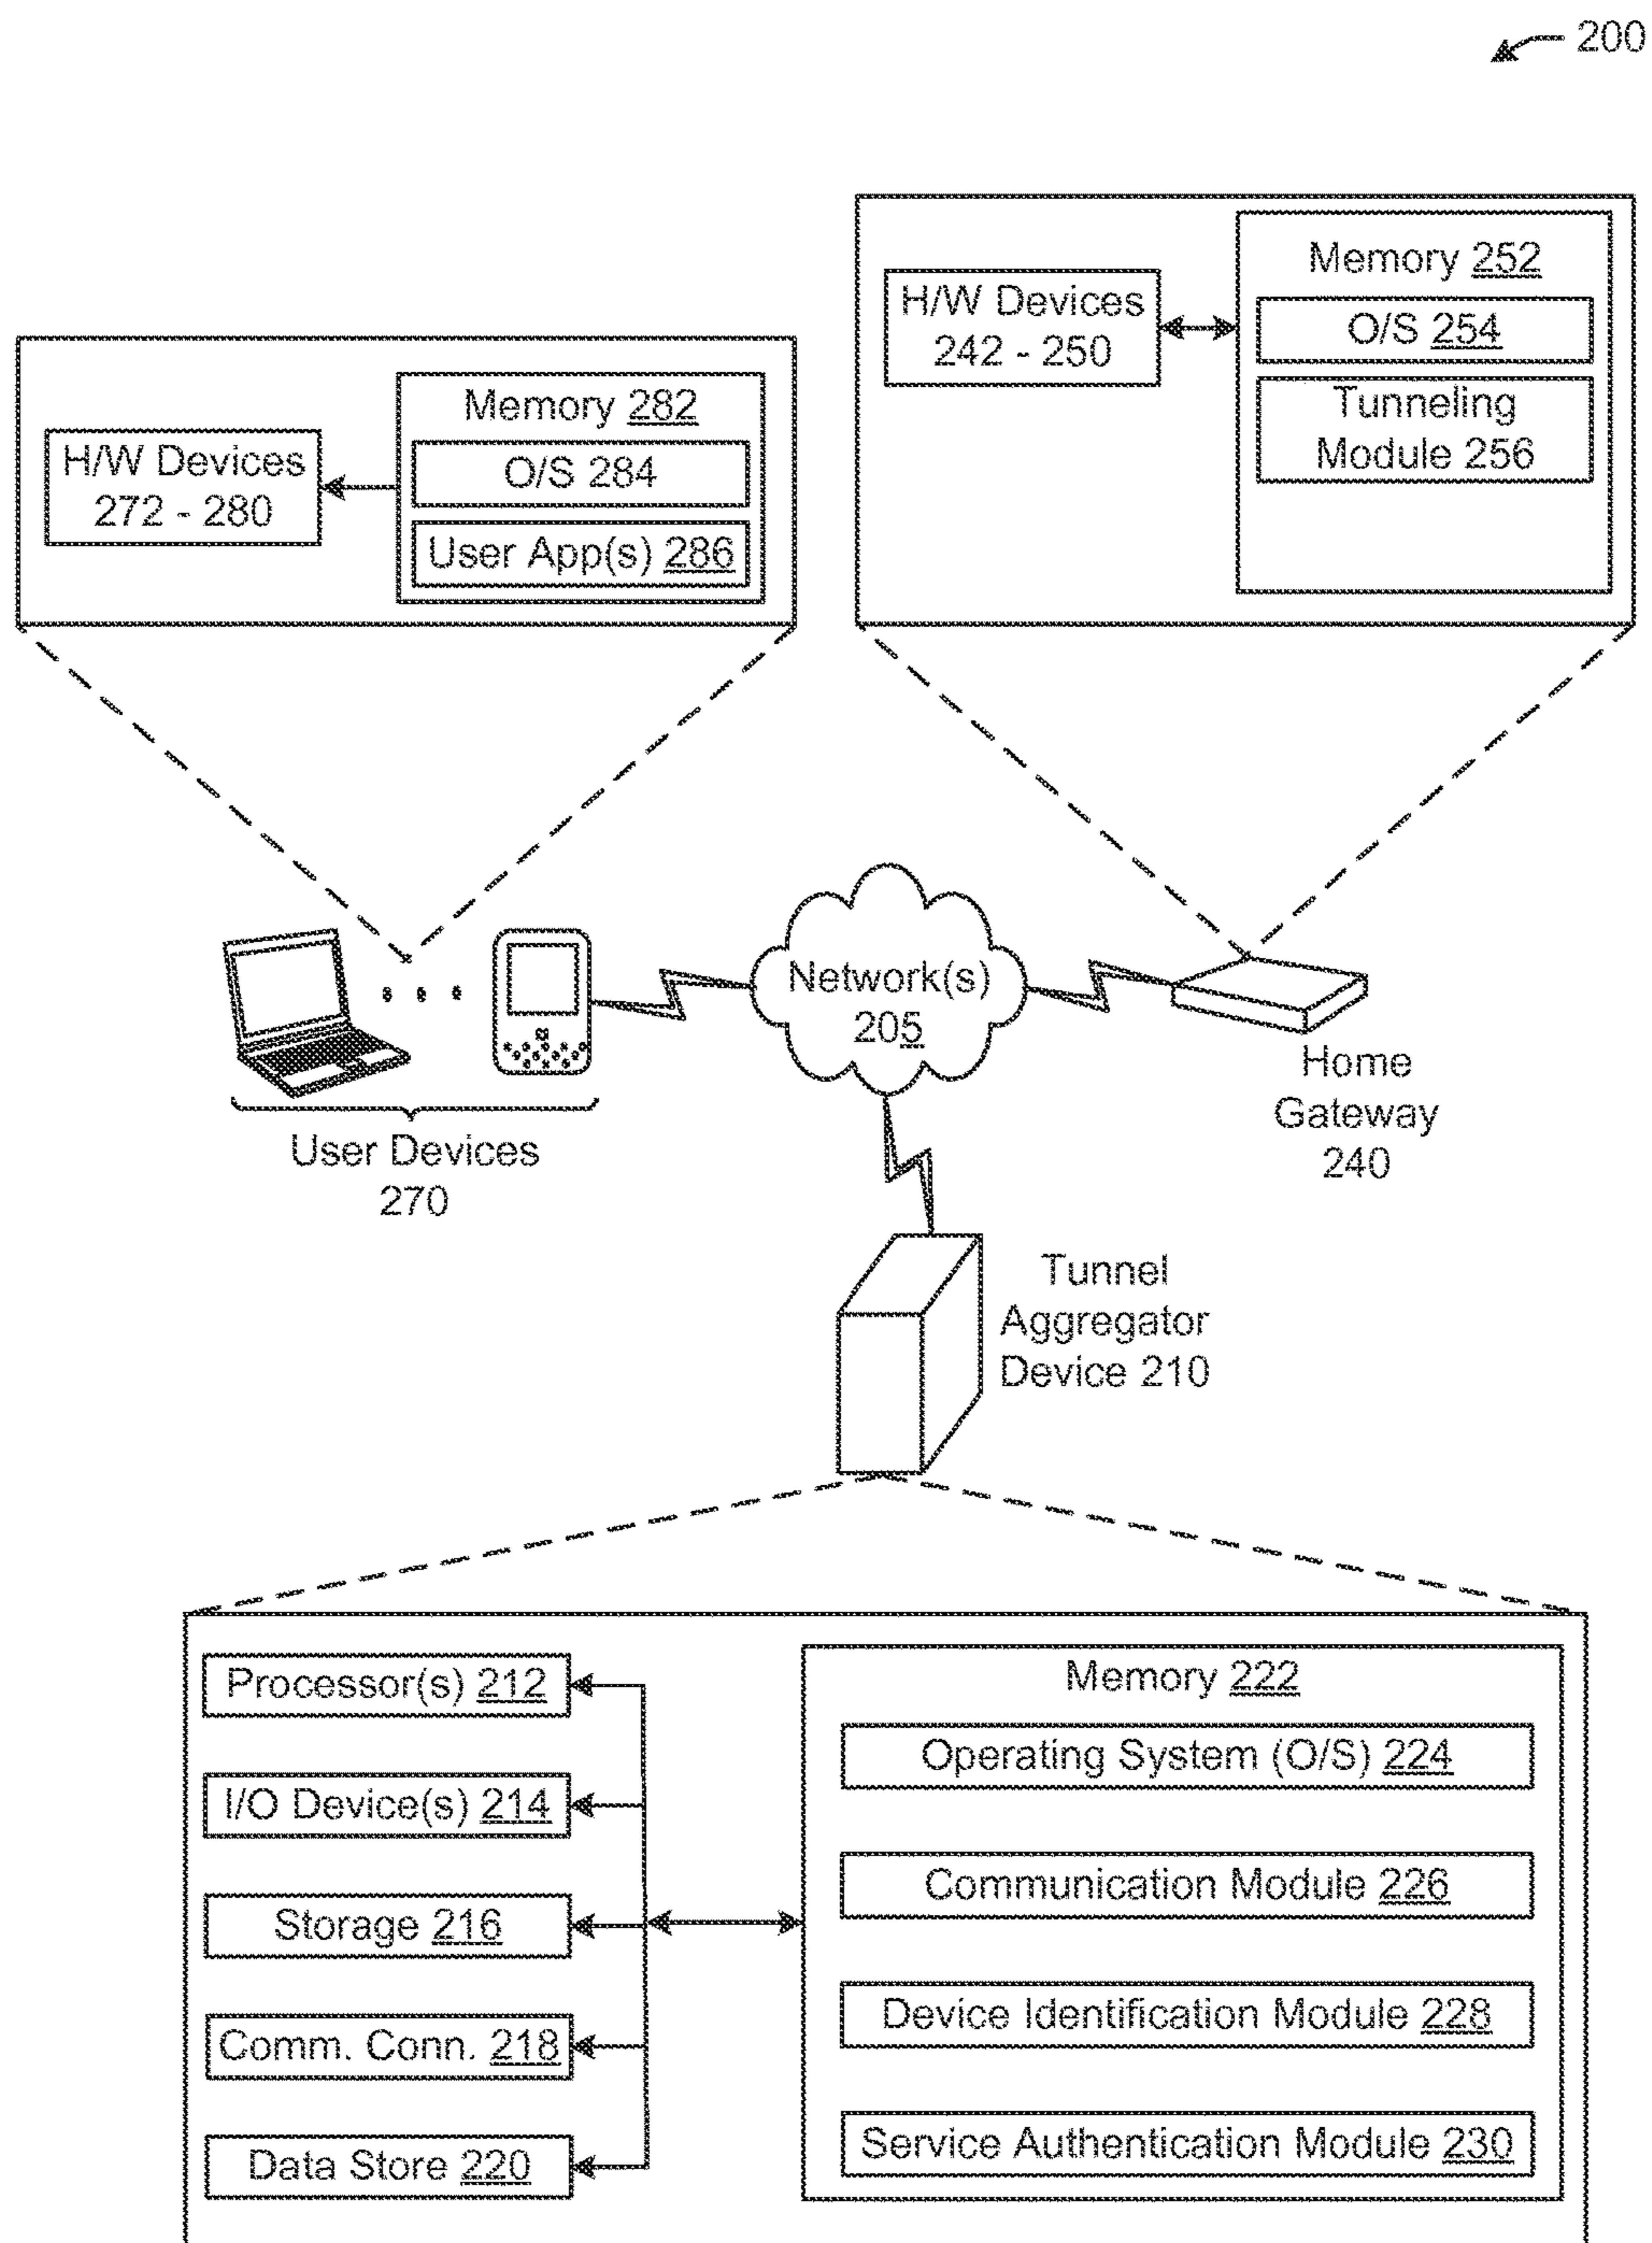 200
Memory 252
H/W Devices
242 - 250
O/S 254
Tunneling
Module 256
Memory 282
H/W Devices
272 - 280
O/S 284
User App(s) 286
Network(s)
205
Home
Gateway
240
User Devices
270
Tunnel
Aggregator
Device 210
Processor(s) 212
I/O Device(s) 214
Storage 216
Comm. Conn. 218
Data Store 220
Memory 222
Operating System (O/S) 224
Communication Module 226
Device Identification Module 228
Service Authentication Module 230